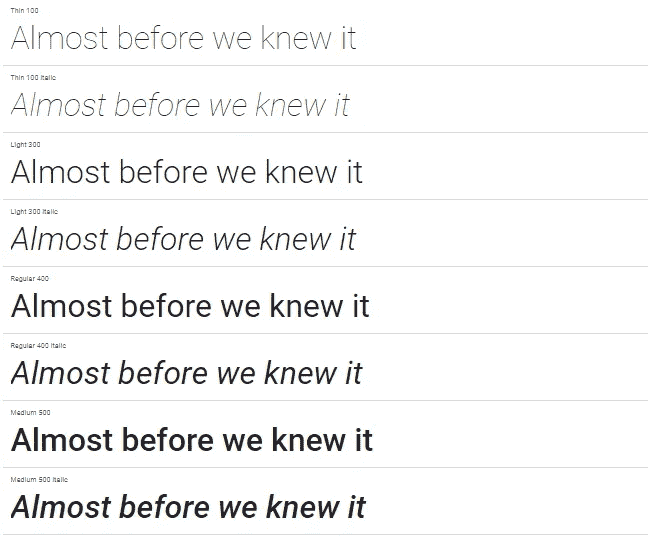 Thin 100
Almost before we knew it
Thin 100 Italic
Almost before we knew it
Light 300
Almost before we knew it
Light 300 Italic
Almost before we knew it
Regular 400
Almost before we knew it
Regular 400 Italic
Almost before we knew it
Medium 500
Almost before we knew it
Medium 500 Italic
Almost before we knew it